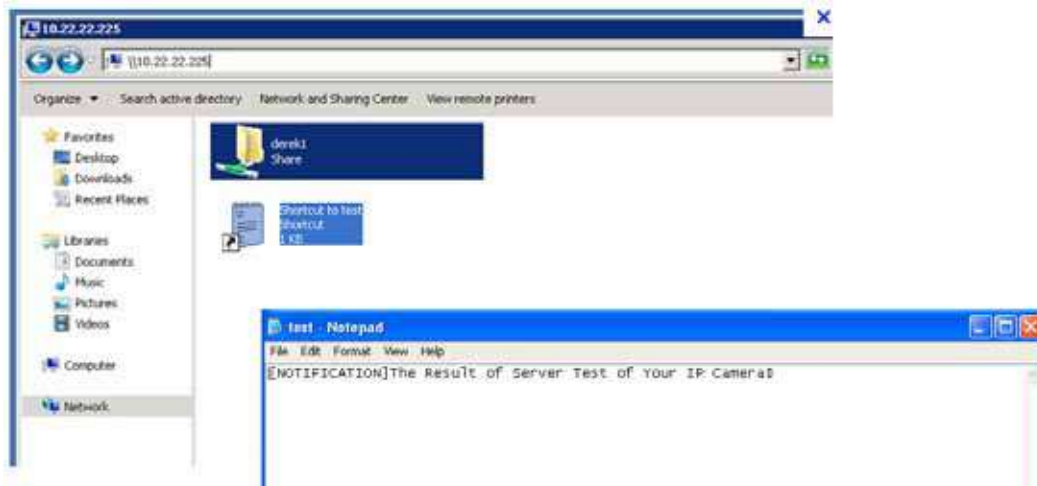 10.22.22.225
\\10.22.22.225
Organize Search active directory Network and Sharing Center View remote printers
Favorites
Desktop
Downloads
Recent Places
Libraries
Documents
Music
Pictures
Videos
Computer
Network
derek1
Share
Shortcut to test
Shortcut
1 KB
test - Notepad
File Edit Format View Help
[NOTIFICATION]The Result of Server Test of Your IP Camera